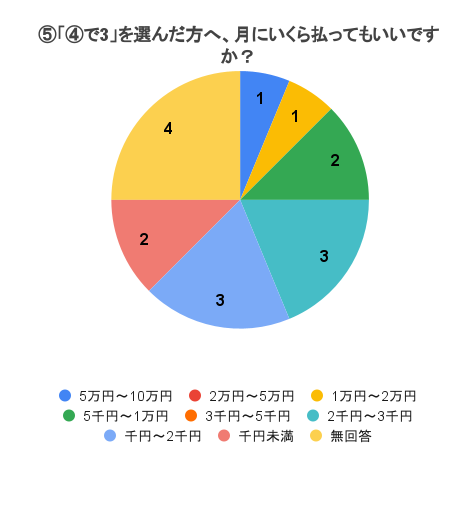 ⑤「④で3」を選んだ方へ、月にいくら払ってもいいです
か？
1
1
2
3
3
2
4
5万円〜10万円 2万円〜5万円 1万円〜2万円
5千円〜1万円 3千円〜5千円 2千円〜3千円
千円〜2千円 千円未満 無回答